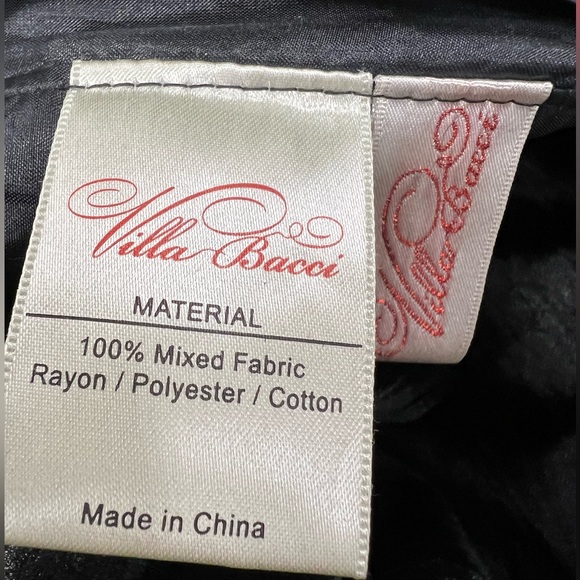 Villa Bacci
MATERIAL
100% Mixed Fabric
Rayon / Polyester / Cotton
Made in China
Villa Bacci